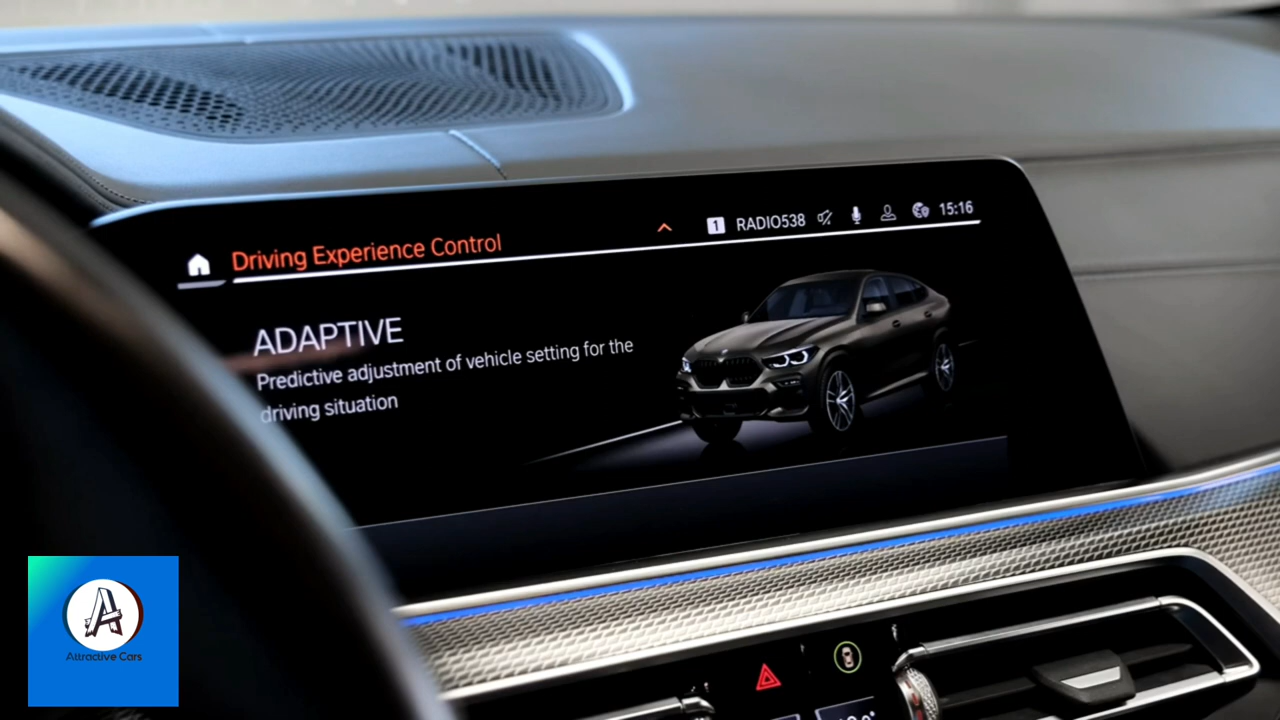 Driving Experience Control
1 RADIO538 15:16
ADAPTIVE
Predictive adjustment of vehicle setting for the
driving situation
A
Attractive Cars